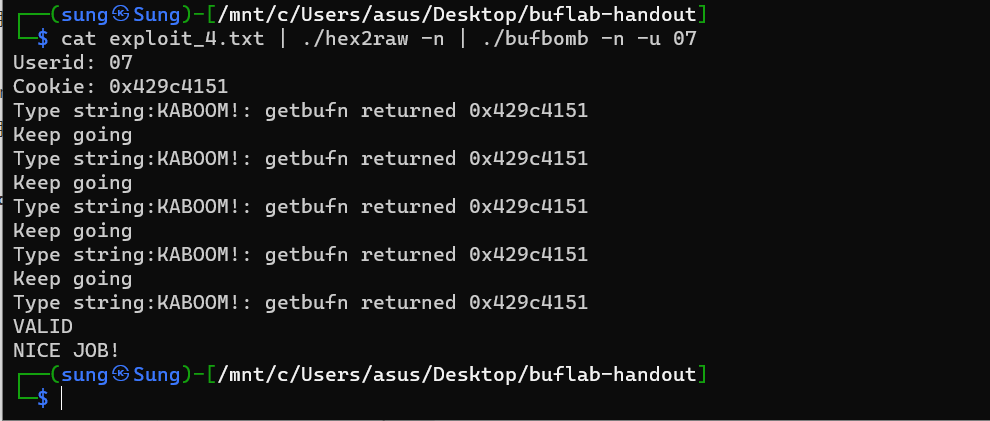 ┌──(sung㉿Sung)-[/mnt/c/Users/asus/Desktop/buflab-handout]
└─$ cat exploit_4.txt | ./hex2raw -n | ./bufbomb -n -u 07
Userid: 07
Cookie: 0x429c4151
Type string:KABOOM!: getbufn returned 0x429c4151
Keep going
Type string:KABOOM!: getbufn returned 0x429c4151
Keep going
Type string:KABOOM!: getbufn returned 0x429c4151
Keep going
Type string:KABOOM!: getbufn returned 0x429c4151
Keep going
Type string:KABOOM!: getbufn returned 0x429c4151
VALID
NICE JOB!
┌──(sung㉿Sung)-[/mnt/c/Users/asus/Desktop/buflab-handout]
└─$